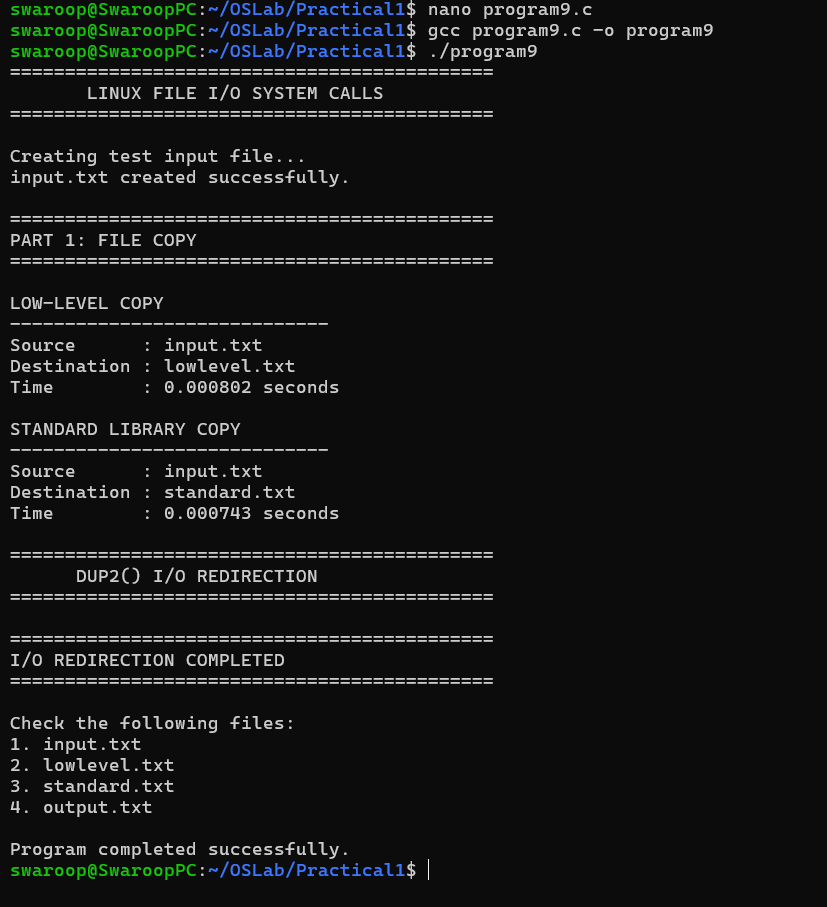 swaroop@SwaroopPC:~/OSLab/Practical1$ nano program9.c
swaroop@SwaroopPC:~/OSLab/Practical1$ gcc program9.c -o program9
swaroop@SwaroopPC:~/OSLab/Practical1$ ./program9
============================================
       LINUX FILE I/O SYSTEM CALLS
============================================

Creating test input file...
input.txt created successfully.

============================================
PART 1: FILE COPY
============================================

LOW-LEVEL COPY
-----------------------------
Source      : input.txt
Destination : lowlevel.txt
Time        : 0.000802 seconds

STANDARD LIBRARY COPY
-----------------------------
Source      : input.txt
Destination : standard.txt
Time        : 0.000743 seconds

============================================
      DUP2() I/O REDIRECTION
============================================

============================================
I/O REDIRECTION COMPLETED
============================================

Check the following files:
1. input.txt
2. lowlevel.txt
3. standard.txt
4. output.txt

Program completed successfully.
swaroop@SwaroopPC:~/OSLab/Practical1$